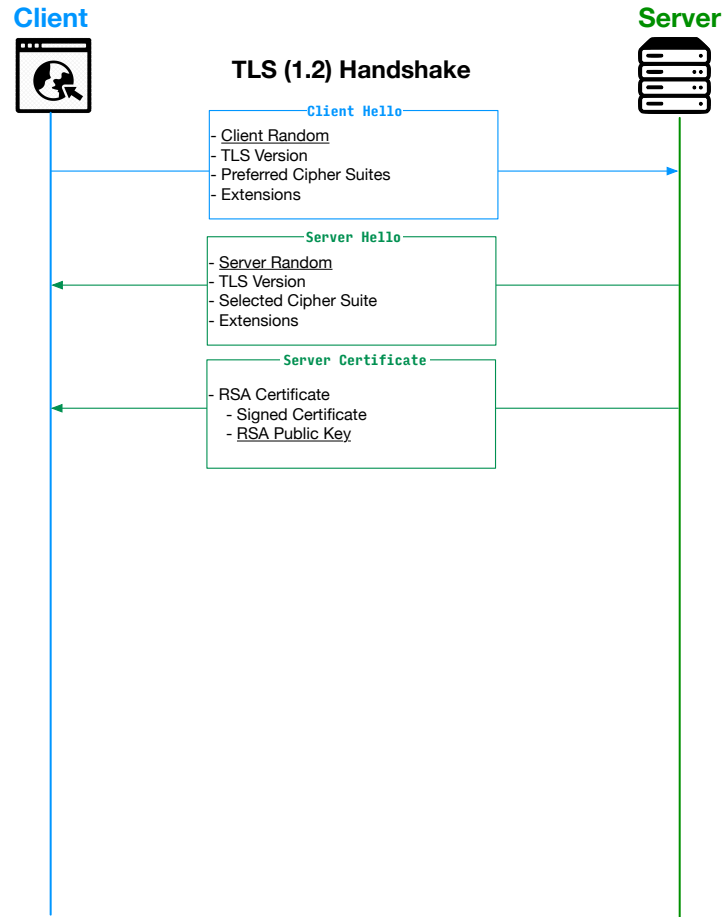 Client
Server
TLS (1.2) Handshake
Client Hello
- Client Random
- TLS Version
- Preferred Cipher Suites
- Extensions
Server Hello
- Server Random
- TLS Version
- Selected Cipher Suite
- Extensions
Server Certificate
- RSA Certificate
- Signed Certificate
- RSA Public Key